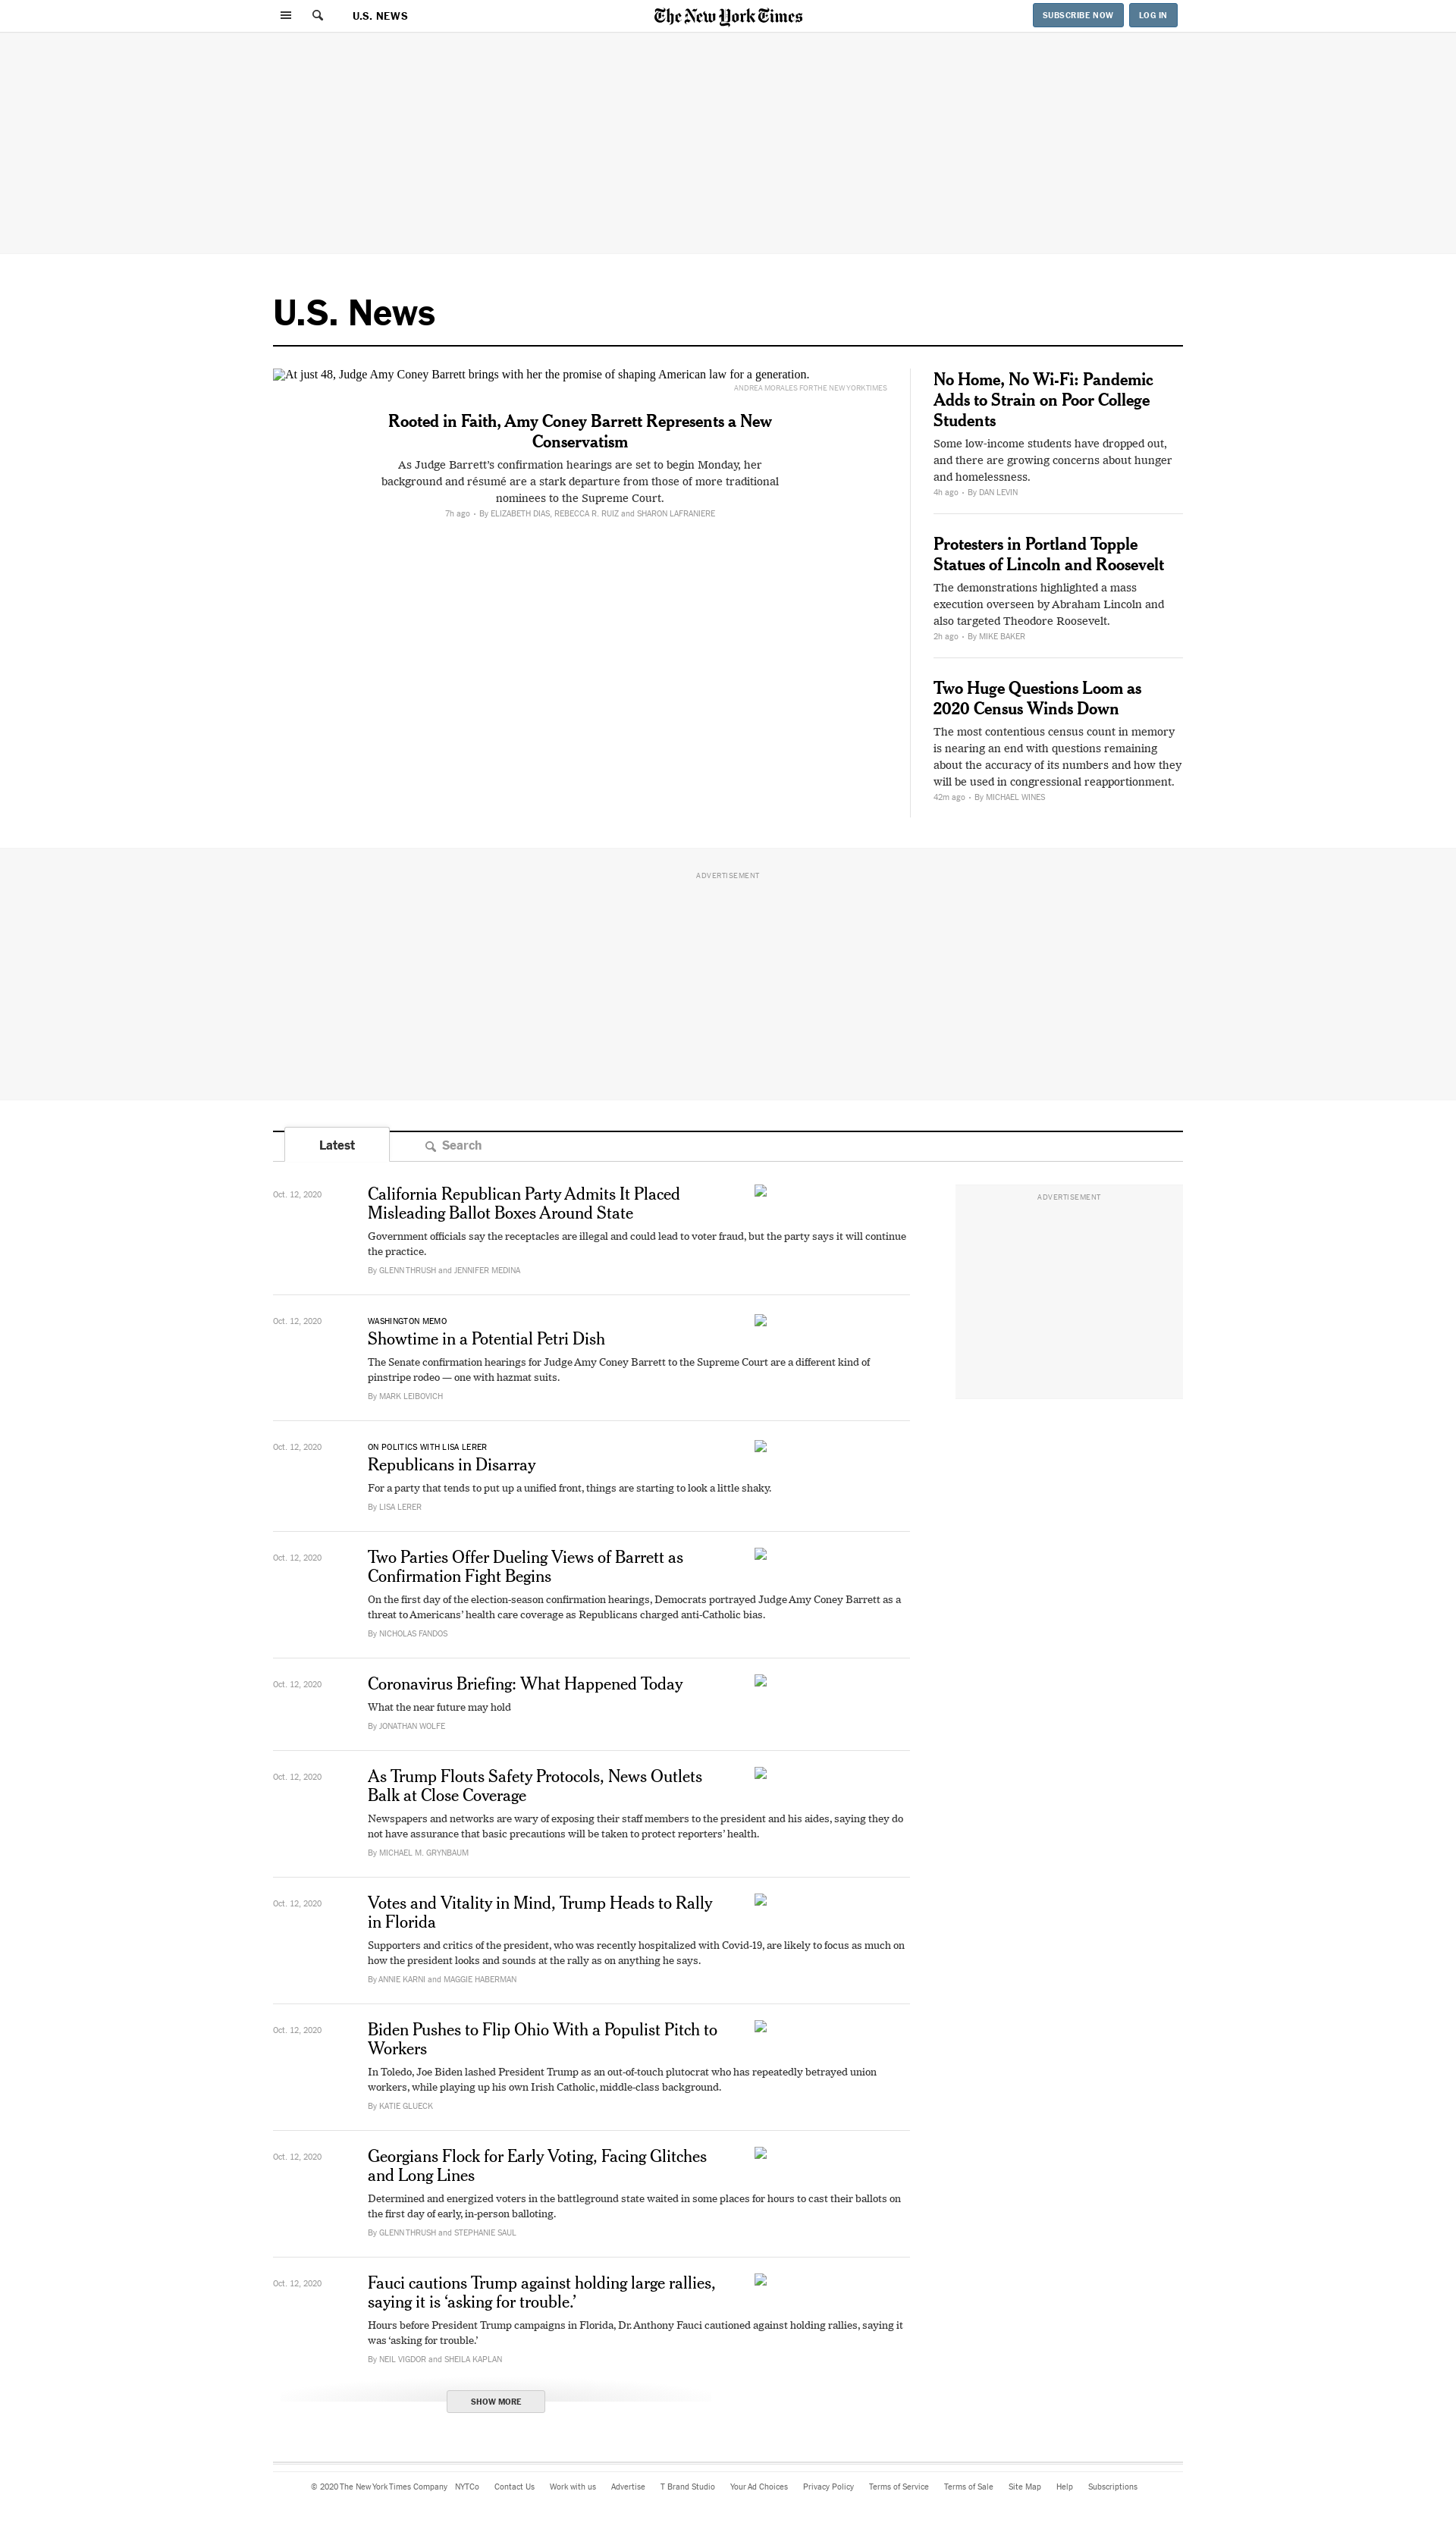 U.S. NEWS
The New York Times
SUBSCRIBE NOW
LOG IN
U.S. News
At just 48, Judge Amy Coney Barrett brings with her the promise of shaping American law for a generation.
ANDREA MORALES FOR THE NEW YORK TIMES
Rooted in Faith, Amy Coney Barrett Represents a New
Conservatism
As Judge Barrett's confirmation hearings are set to begin Monday, her
background and résumé are a stark departure from those of more traditional
nominees to the Supreme Court.
7h ago • By ELIZABETH DIAS, REBECCA R. RUIZ and SHARON LAFRANIERE
No Home, No Wi-Fi: Pandemic
Adds to Strain on Poor College
Students
Some low-income students have dropped out,
and there are growing concerns about hunger
and homelessness.
4h ago • By DAN LEVIN
Protesters in Portland Topple
Statues of Lincoln and Roosevelt
The demonstrations highlighted a mass
execution overseen by Abraham Lincoln and
also targeted Theodore Roosevelt.
2h ago • By MIKE BAKER
Two Huge Questions Loom as
2020 Census Winds Down
The most contentious census count in memory
is nearing an end with questions remaining
about the accuracy of its numbers and how they
will be used in congressional reapportionment.
42m ago • By MICHAEL WINES
ADVERTISEMENT
Latest
Search
Oct. 12, 2020
California Republican Party Admits It Placed
Misleading Ballot Boxes Around State
Government officials say the receptacles are illegal and could lead to voter fraud, but the party says it will continue
the practice.
By GLENN THRUSH and JENNIFER MEDINA
ADVERTISEMENT
Oct. 12, 2020
WASHINGTON MEMO
Showtime in a Potential Petri Dish
The Senate confirmation hearings for Judge Amy Coney Barrett to the Supreme Court are a different kind of
pinstripe rodeo — one with hazmat suits.
By MARK LEIBOVICH
Oct. 12, 2020
ON POLITICS WITH LISA LERER
Republicans in Disarray
For a party that tends to put up a unified front, things are starting to look a little shaky.
By LISA LERER
Oct. 12, 2020
Two Parties Offer Dueling Views of Barrett as
Confirmation Fight Begins
On the first day of the election-season confirmation hearings, Democrats portrayed Judge Amy Coney Barrett as a
threat to Americans' health care coverage as Republicans charged anti-Catholic bias.
By NICHOLAS FANDOS
Oct. 12, 2020
Coronavirus Briefing: What Happened Today
What the near future may hold
By JONATHAN WOLFE
Oct. 12, 2020
As Trump Flouts Safety Protocols, News Outlets
Balk at Close Coverage
Newspapers and networks are wary of exposing their staff members to the president and his aides, saying they do
not have assurance that basic precautions will be taken to protect reporters' health.
By MICHAEL M. GRYNBAUM
Oct. 12, 2020
Votes and Vitality in Mind, Trump Heads to Rally
in Florida
Supporters and critics of the president, who was recently hospitalized with Covid-19, are likely to focus as much on
how the president looks and sounds at the rally as on anything he says.
By ANNIE KARNI and MAGGIE HABERMAN
Oct. 12, 2020
Biden Pushes to Flip Ohio With a Populist Pitch to
Workers
In Toledo, Joe Biden lashed President Trump as an out-of-touch plutocrat who has repeatedly betrayed union
workers, while playing up his own Irish Catholic, middle-class background.
By KATIE GLUECK
Oct. 12, 2020
Georgians Flock for Early Voting, Facing Glitches
and Long Lines
Determined and energized voters in the battleground state waited in some places for hours to cast their ballots on
the first day of early, in-person balloting.
By GLENN THRUSH and STEPHANIE SAUL
Oct. 12, 2020
Fauci cautions Trump against holding large rallies,
saying it is ‘asking for trouble.’
Hours before President Trump campaigns in Florida, Dr. Anthony Fauci cautioned against holding rallies, saying it
was ‘asking for trouble.’
By NEIL VIGDOR and SHEILA KAPLAN
SHOW MORE
© 2020 The New York Times Company NYTCo Contact Us Work with us Advertise T Brand Studio Your Ad Choices Privacy Policy Terms of Service Terms of Sale Site Map Help Subscriptions